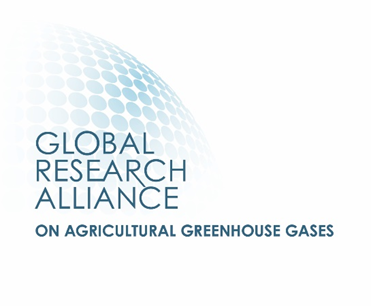 GLOBAL
RESEARCH
ALLIANCE
ON AGRICULTURAL GREENHOUSE GASES